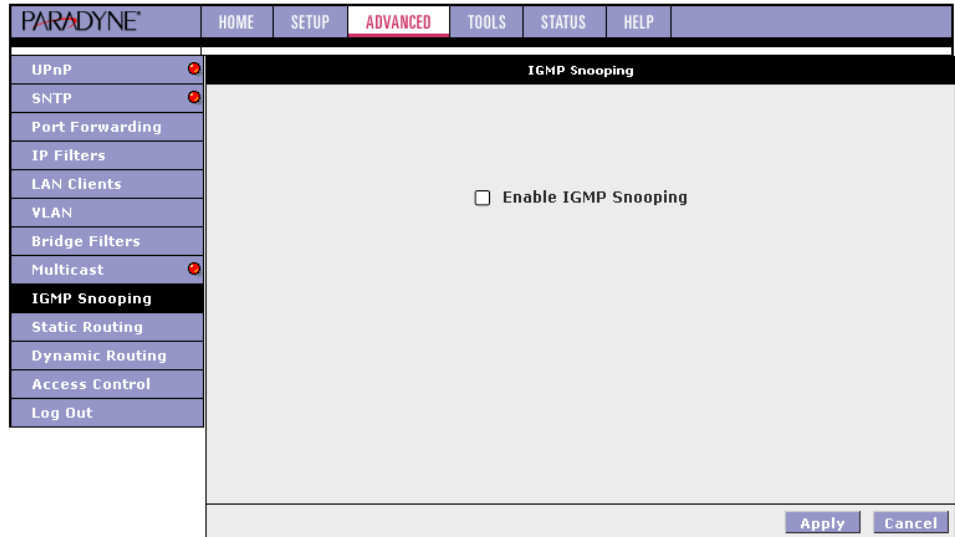 PARADYNE®
HOME SETUP ADVANCED TOOLS STATUS HELP
UPnP
SNTP
Port Forwarding
IP Filters
LAN Clients
VLAN
Bridge Filters
Multicast
IGMP Snooping
Static Routing
Dynamic Routing
Access Control
Log Out
IGMP Snooping
Enable IGMP Snooping
Apply Cancel